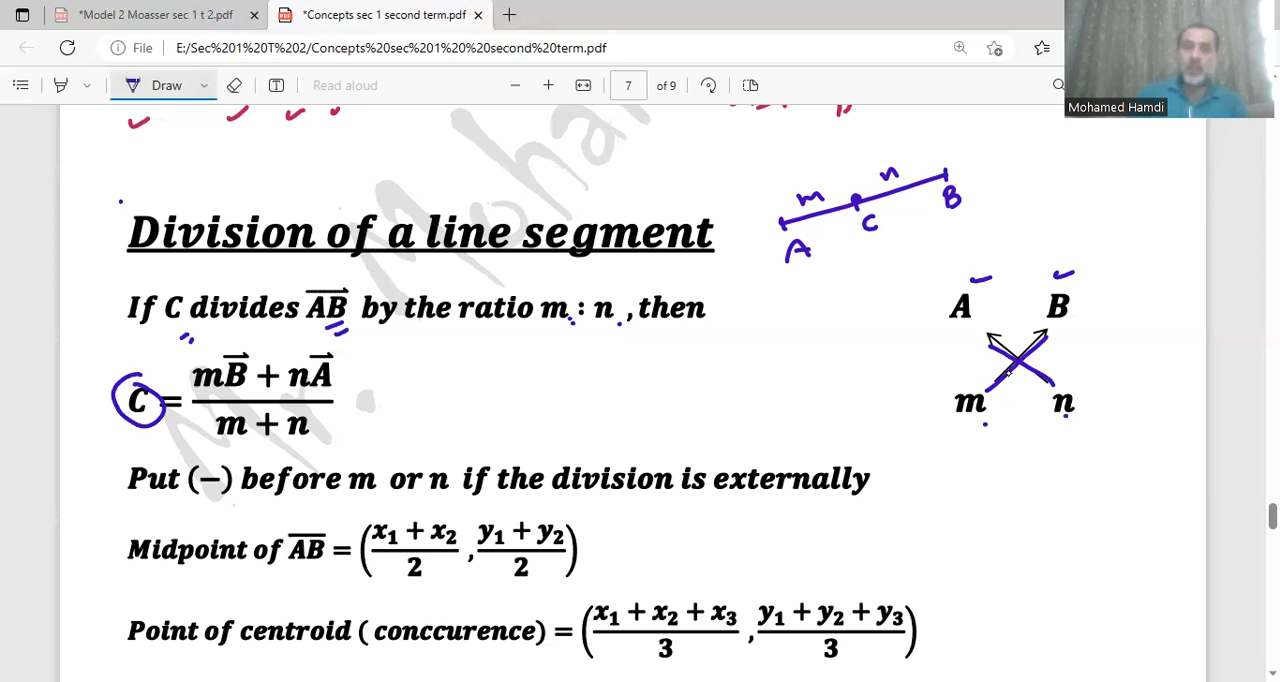 *Model 2 Moasser sec 1 t 2.pdf
*Concepts sec 1 second term.pdf
File
E:/Sec%201%20T%202/Concepts%20sec%201%20%20second%20term.pdf
Draw
Read aloud
7
of 9
Mohamed Hamdi
Mr. Moha
m n
A C B
Division of a line segment
If C divides AB by the ratio m : n , then
A B
C = (mB + nA) / (m + n)
m n
Put (−) before m or n if the division is externally
Midpoint of AB = ((x₁ + x₂)/2 , (y₁ + y₂)/2)
Point of centroid ( conccurence) = ((x₁ + x₂ + x₃)/3 , (y₁ + y₂ + y₃)/3)